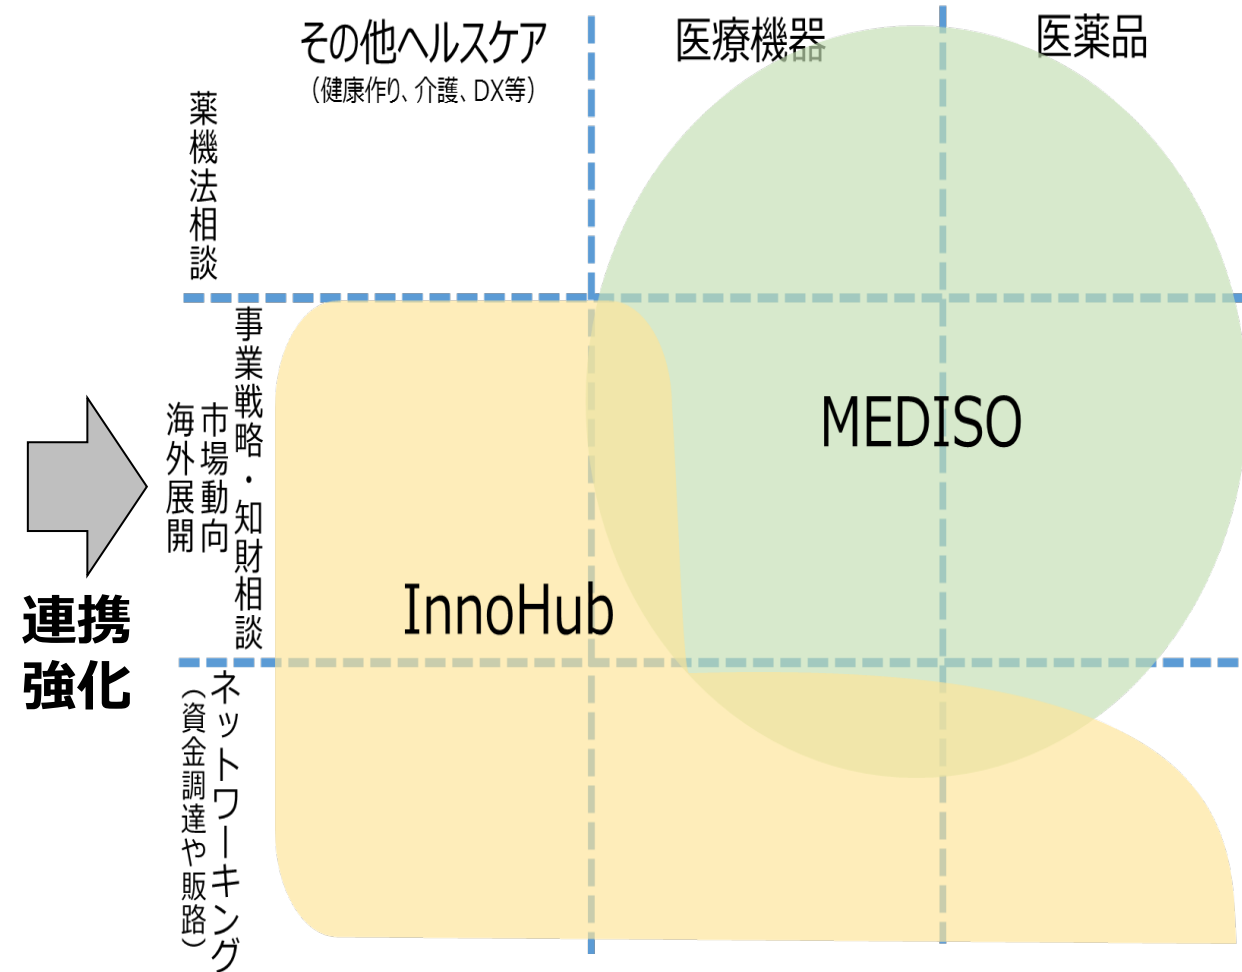 その他ヘルスケア
（健康作り、介護、DX等）
医療機器
医薬品
薬機法相談
事業戦略・知財相談
市場動向
海外展開
MEDISO
InnoHub
連携
強化
ネットワーキング
（資金調達や販路）